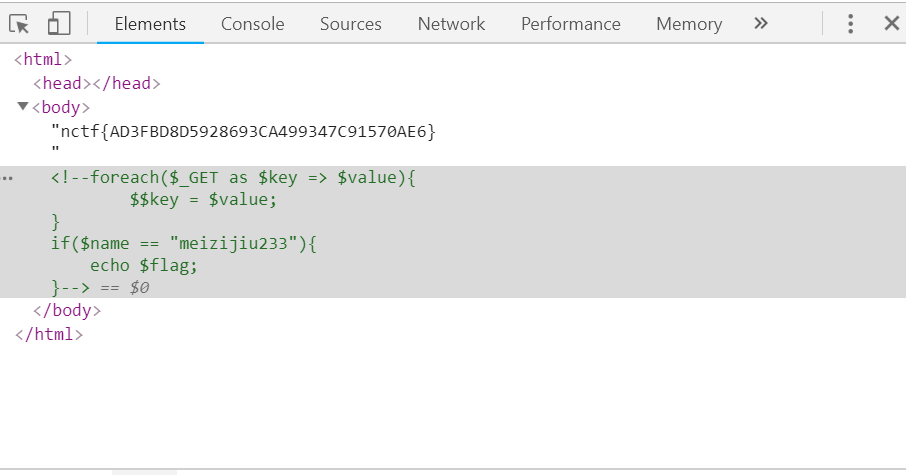 Elements Console Sources Network Performance Memory »
<html>
<head></head>
<body>
"nctf{AD3FBD8D5928693CA499347C91570AE6}
"
<!--foreach($_GET as $key => $value){
$$key = $value;
}
if($name == "meizijiu233"){
echo $flag;
}--> == $0
</body>
</html>